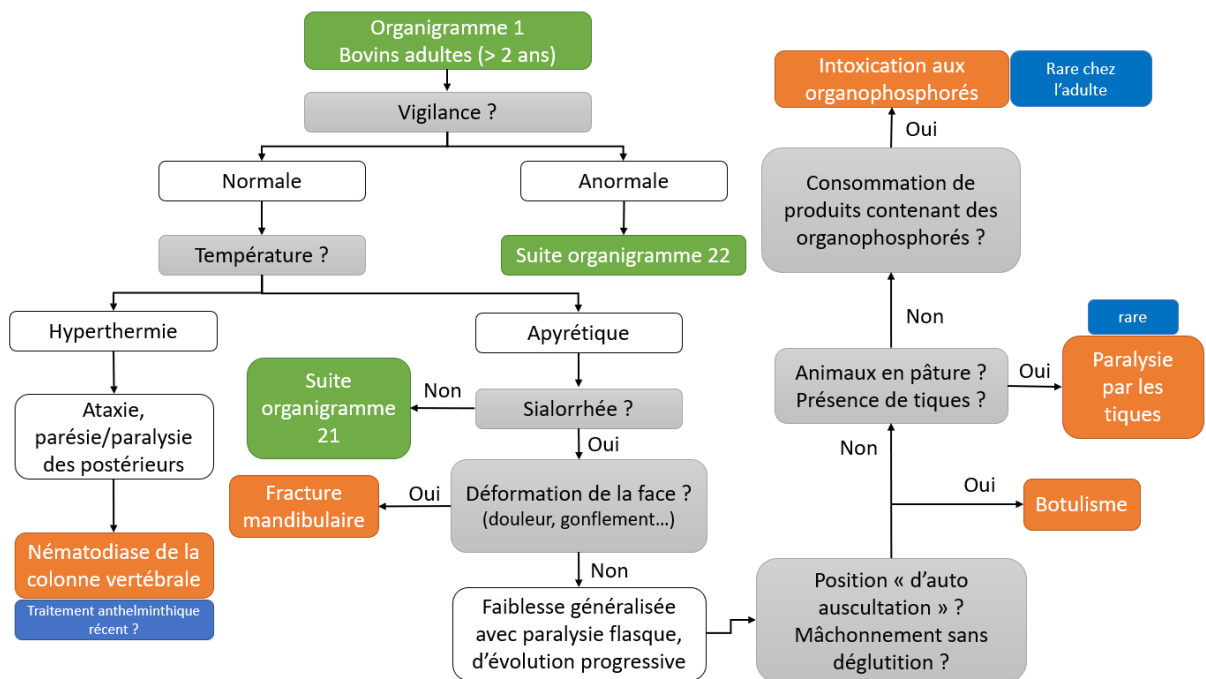 Organigramme 1
Bovins adultes (> 2 ans)
Vigilance ?
Normale
Anormale
Température ?
Suite organigramme 22
Hyperthermie
Apyrétique
Ataxie,
parésie/paralysie
des postérieurs
Suite
organigramme
21
Non
Sialorrhée ?
Oui
Fracture
mandibulaire
Oui
Déformation de la face ?
(douleur, gonflement...)
Nématodiase de la
colonne vertébrale
Traitement anthelminthique
récent ?
Non
Faiblesse généralisée
avec paralysie flasque,
d'évolution progressive
Position « d'auto
auscultation » ?
Mâchonnement sans
déglutition ?
Oui
Botulisme
Non
Animaux en pâture ?
Présence de tiques ?
Oui
rare
Paralysie
par les
tiques
Non
Consommation de
produits contenant des
organophosphorés ?
Oui
Intoxication aux
organophosphorés
Rare chez
l'adulte